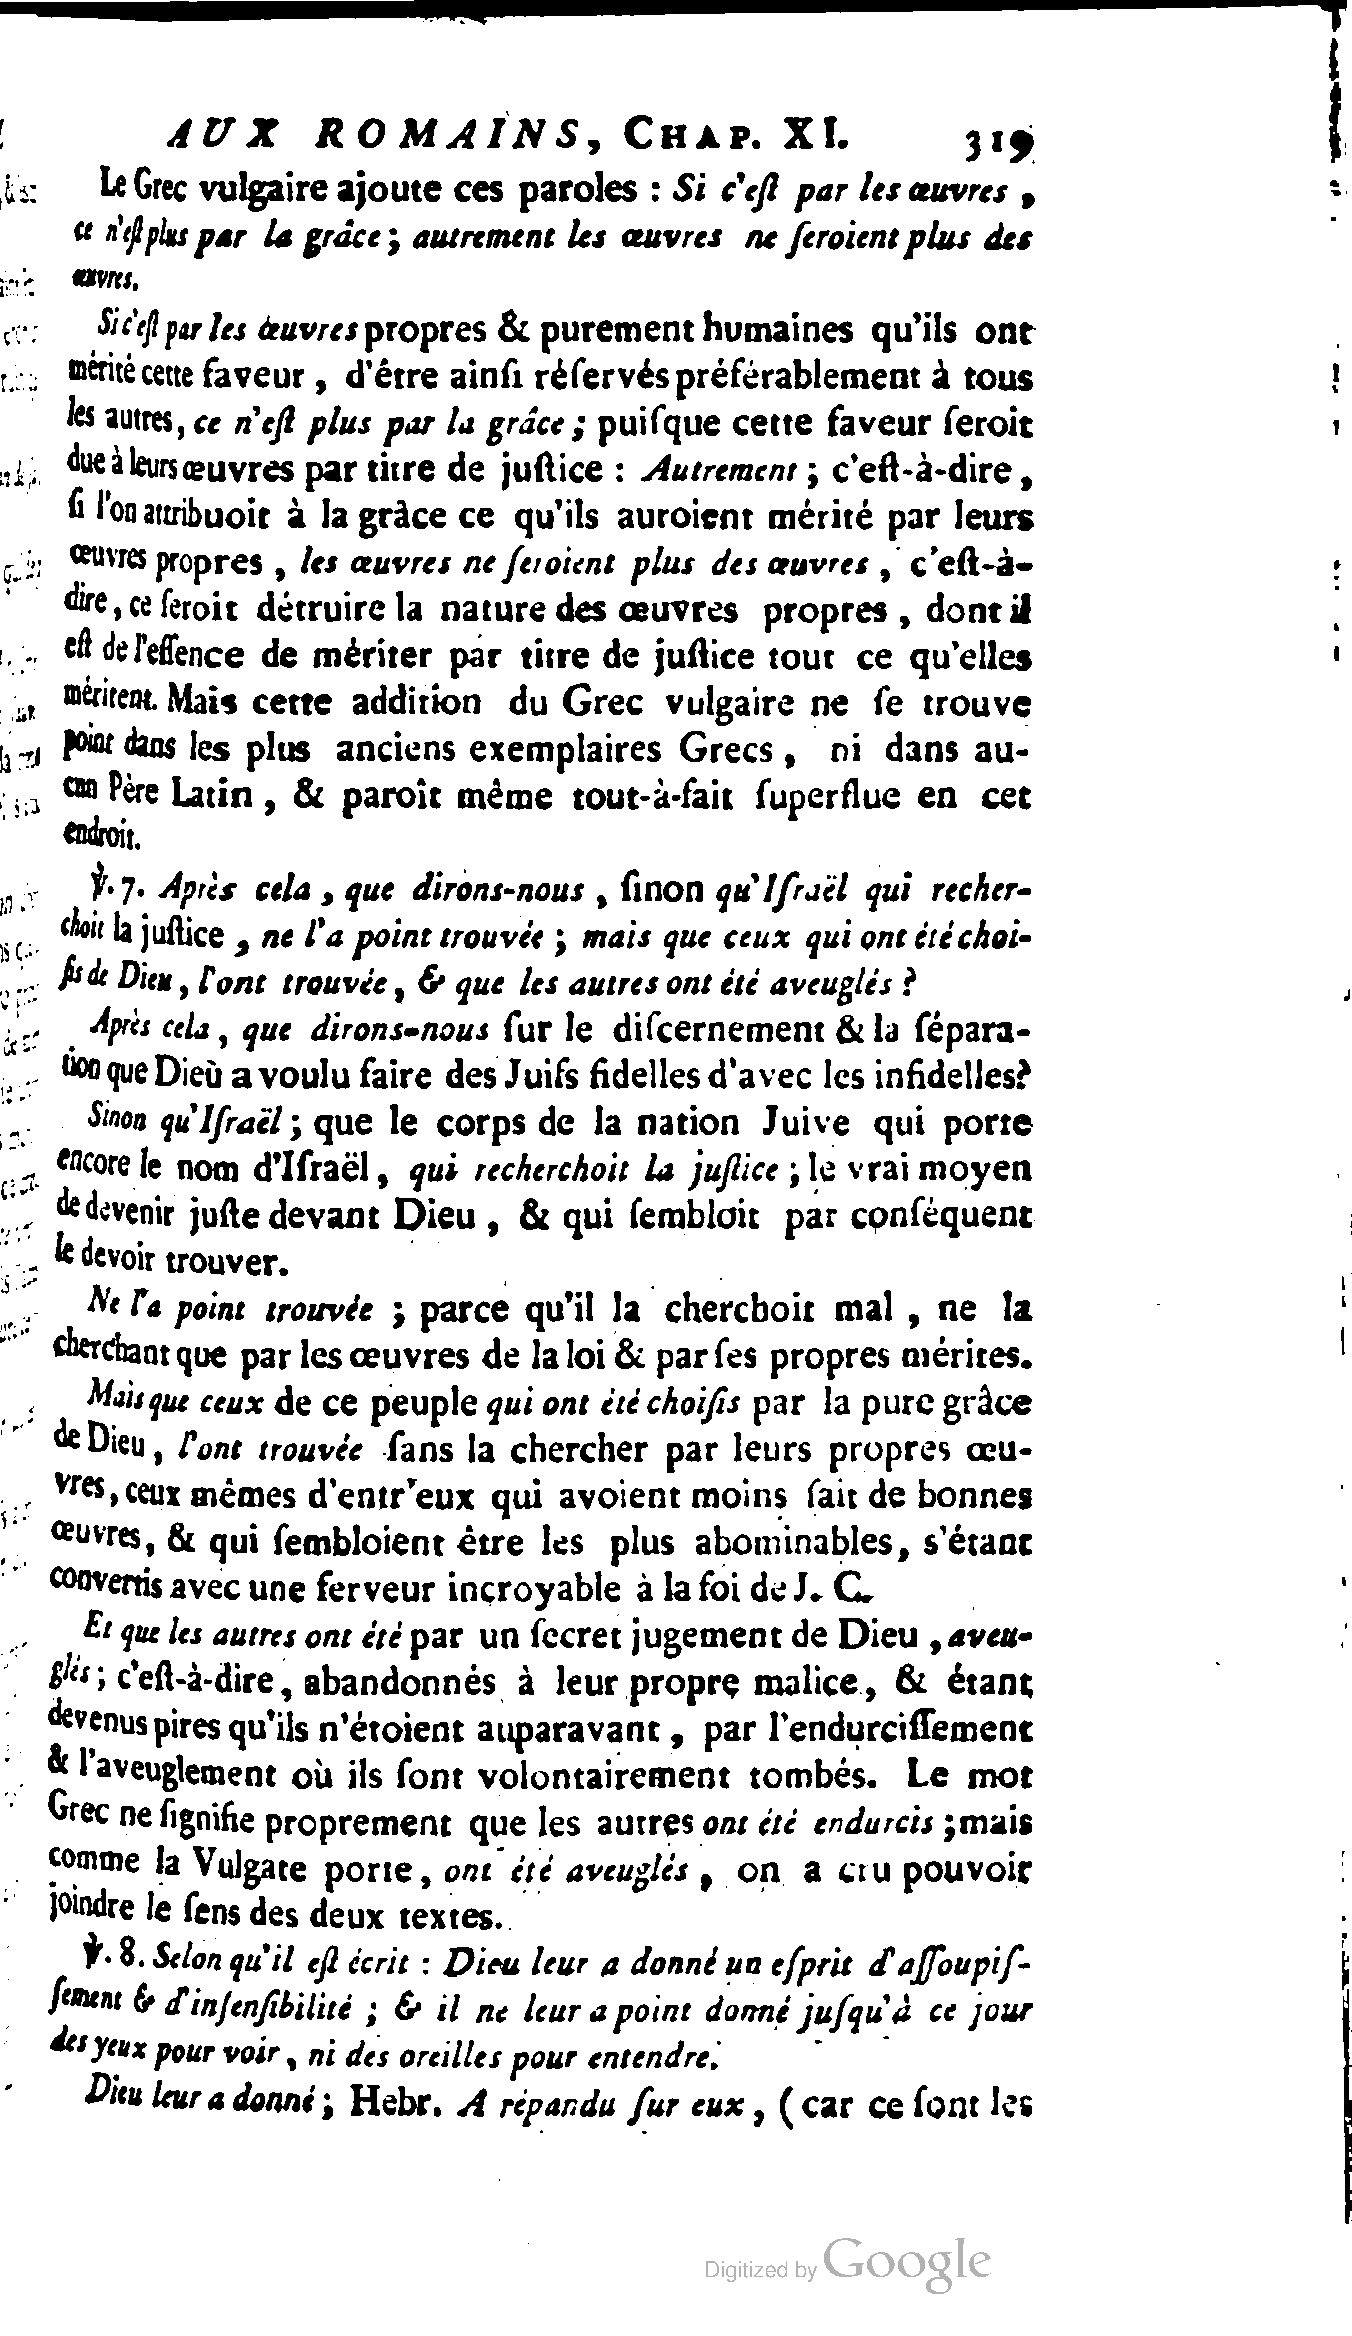 AUX ROMAINS, CHAP. XI. 319
Le Grec vulgaire ajoute ces paroles : Si c'eſt par les œuvres,
ce n'eſt plus par la grâce ; autrement les œuvres ne ſeroient plus des
œuvres.
Si c'eſt par les œuvres propres & purement humaines qu'ils ont
mérité cette faveur, d'être ainſi réſervés préférablement à tous
les autres, ce n'eſt plus par la grâce ; puiſque cette faveur ſeroit
due à leurs œuvres par titre de juſtice : Autrement ; c'eſt-à-dire,
ſi l'on attribuoit à la grâce ce qu'ils auroient mérité par leurs
œuvres propres, les œuvres ne ſeroient plus des œuvres, c'eſt-à-
dire, ce ſeroit détruire la nature des œuvres propres, dont il
eſt de l'eſſence de mériter par titre de juſtice tout ce qu'elles
méritent. Mais cette addition du Grec vulgaire ne ſe trouve
point dans les plus anciens exemplaires Grecs, ni dans au-
cun Père Latin, & paroît même tout-à-fait ſuperflue en cet
endroit.
℣. 7. Après cela, que dirons-nous, ſinon qu'Iſraël qui recher-
choit la juſtice, ne l'a point trouvée ; mais que ceux qui ont été choi-
ſis de Dieu, l'ont trouvée, & que les autres ont été aveuglés ?
Après cela, que dirons-nous ſur le diſcernement & la ſépara-
tion que Dieu a voulu faire des Juifs fidelles d'avec les infidelles?
Sinon qu'Iſraël ; que le corps de la nation Juive qui porte
encore le nom d'Iſraël, qui recherchoit la juſtice ; le vrai moyen
de devenir juſte devant Dieu, & qui ſembloit par conſéquent
le devoir trouver.
Ne l'a point trouvée ; parce qu'il la cherchoit mal, ne la
cherchant que par les œuvres de la loi & par ſes propres mérites.
Mais que ceux de ce peuple qui ont été choiſis par la pure grâce
de Dieu, l'ont trouvée ſans la chercher par leurs propres œu-
vres, ceux mêmes d'entr'eux qui avoient moins fait de bonnes
œuvres, & qui ſembloient être les plus abominables, s'étant
convertis avec une ferveur incroyable à la foi de J. C.
Et que les autres ont été par un ſecret jugement de Dieu, aveu-
glés ; c'eſt-à-dire, abandonnés à leur propre malice, & étant
devenus pires qu'ils n'étoient auparavant, par l'endurciſſement
& l'aveuglement où ils ſont volontairement tombés. Le mot
Grec ne ſignifie proprement que les autres ont été endurcis ; mais
comme la Vulgate porte, ont été aveuglés, on a cru pouvoir
joindre le ſens des deux textes.
℣. 8. Selon qu'il eſt écrit : Dieu leur a donné un eſprit d'aſſoupiſ-
ſement & d'inſenſibilité ; & il ne leur a point donné juſqu'à ce jour
des yeux pour voir, ni des oreilles pour entendre.
Dieu leur a donné ; Hebr. A répandu ſur eux, (car ce ſont les
Digitized by Google